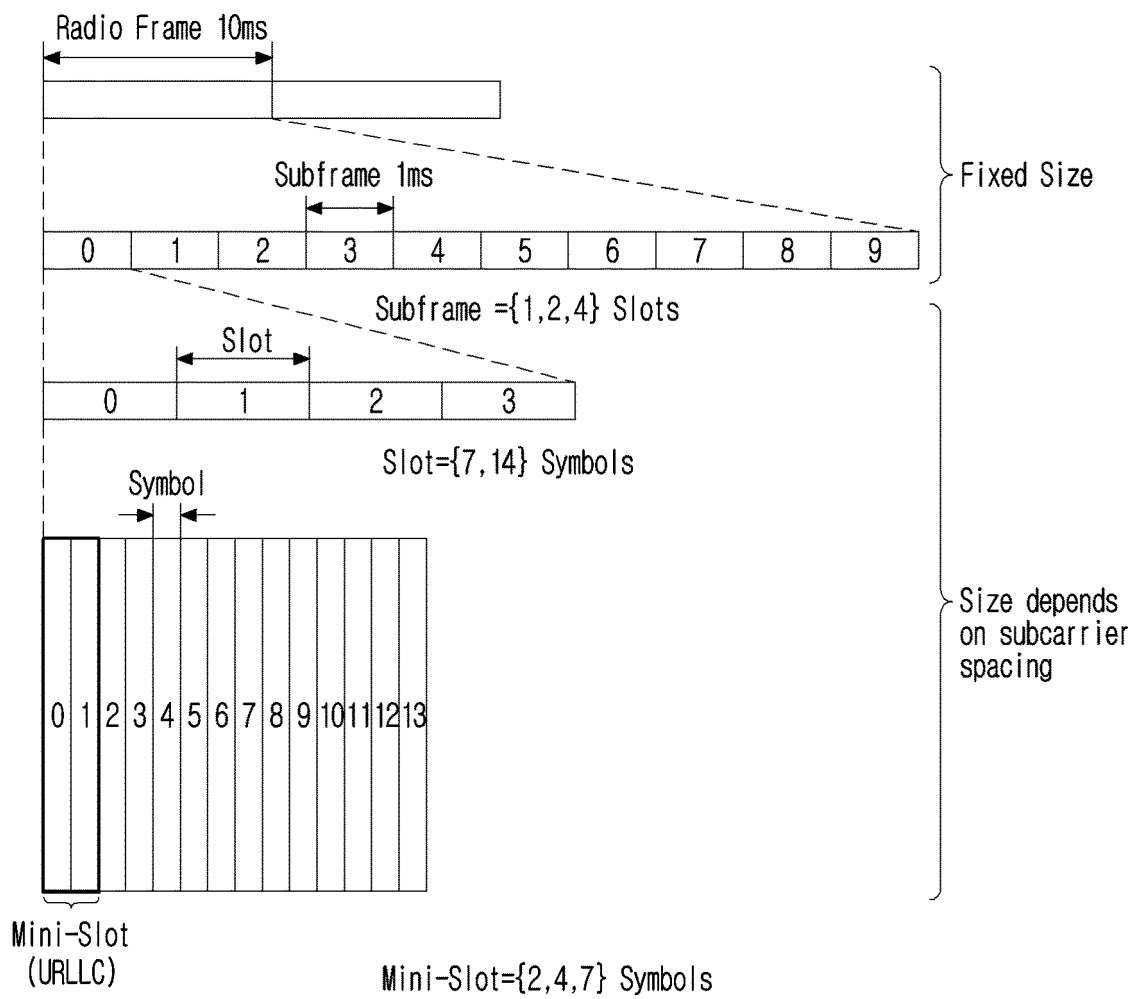 Radio Frame 10ms
Subframe 1ms
Fixed Size
0 1 2 3 4 5 6 7 8 9
Subframe ={1,2,4} Slots
Slot
0 1 2 3
Slot={7,14} Symbols
Symbol
0 1 2 3 4 5 6 7 8 9 10 11 12 13
Size depends
on subcarrier
spacing
Mini-Slot
(URLLC)
Mini-Slot={2,4,7} Symbols